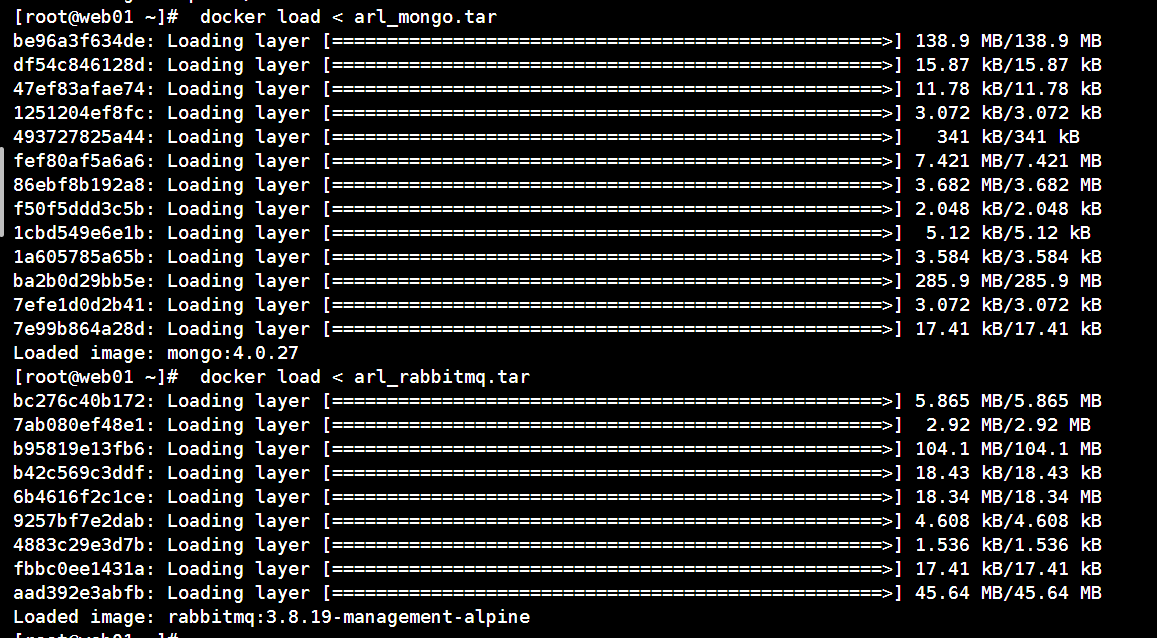 [root@web01 ~]#  docker load < arl_mongo.tar
be96a3f634de: Loading layer [==================================================>] 138.9 MB/138.9 MB
df54c846128d: Loading layer [==================================================>] 15.87 kB/15.87 kB
47ef83afae74: Loading layer [==================================================>] 11.78 kB/11.78 kB
1251204ef8fc: Loading layer [==================================================>] 3.072 kB/3.072 kB
493727825a44: Loading layer [==================================================>]   341 kB/341 kB
fef80af5a6a6: Loading layer [==================================================>] 7.421 MB/7.421 MB
86ebf8b192a8: Loading layer [==================================================>] 3.682 MB/3.682 MB
f50f5ddd3c5b: Loading layer [==================================================>] 2.048 kB/2.048 kB
1cbd549e6e1b: Loading layer [==================================================>]  5.12 kB/5.12 kB
1a605785a65b: Loading layer [==================================================>] 3.584 kB/3.584 kB
ba2b0d29bb5e: Loading layer [==================================================>] 285.9 MB/285.9 MB
7efe1d0d2b41: Loading layer [==================================================>] 3.072 kB/3.072 kB
7e99b864a28d: Loading layer [==================================================>] 17.41 kB/17.41 kB
Loaded image: mongo:4.0.27
[root@web01 ~]#  docker load < arl_rabbitmq.tar
bc276c40b172: Loading layer [==================================================>] 5.865 MB/5.865 MB
7ab080ef48e1: Loading layer [==================================================>]  2.92 MB/2.92 MB
b95819e13fb6: Loading layer [==================================================>] 104.1 MB/104.1 MB
b42c569c3ddf: Loading layer [==================================================>] 18.43 kB/18.43 kB
6b4616f2c1ce: Loading layer [==================================================>] 18.34 MB/18.34 MB
9257bf7e2dab: Loading layer [==================================================>] 4.608 kB/4.608 kB
4883c29e3d7b: Loading layer [==================================================>] 1.536 kB/1.536 kB
fbbc0ee1431a: Loading layer [==================================================>] 17.41 kB/17.41 kB
aad392e3abfb: Loading layer [==================================================>] 45.64 MB/45.64 MB
Loaded image: rabbitmq:3.8.19-management-alpine
[root@web01 ~]#